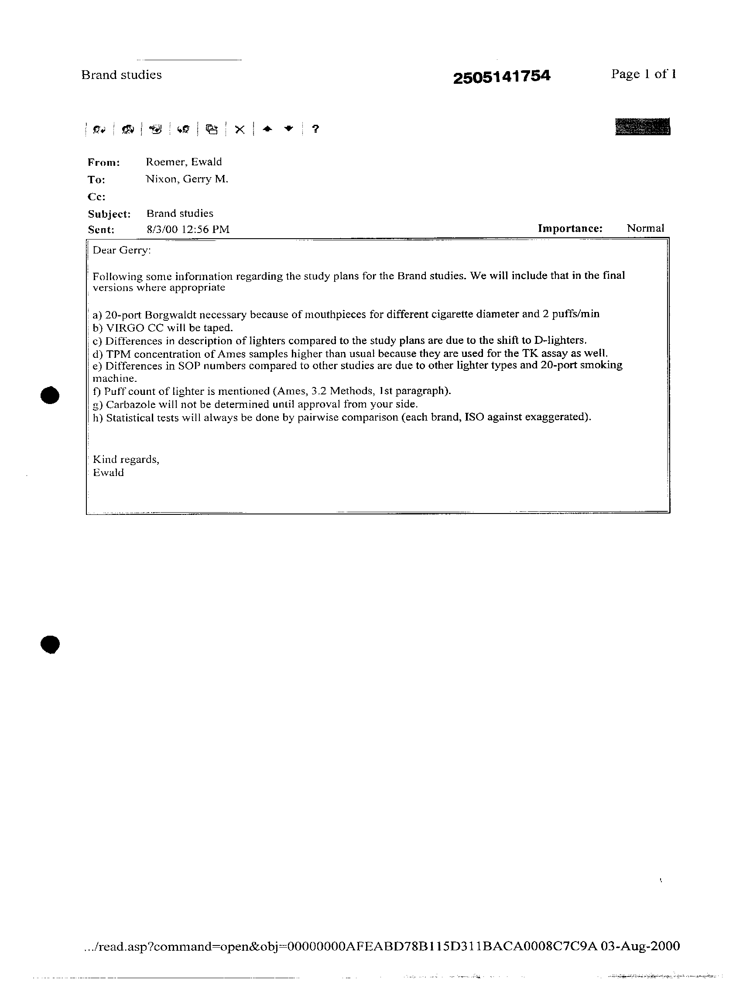 Brand studies
2505141754
Page 1 of 1
?
From: Roemer, Ewald
To: Nixon, Gerry M.
Cc:
Subject: Brand studies
Sent: 8/3/00 12:56 PM
Importance: Normal
Dear Gerry:
Following some information regarding the study plans for the Brand studies. We will include that in the final
versions where appropriate
a) 20-port Borgwaldt necessary because of mouthpieces for different cigarette diameter and 2 puffs/min
b) VIRGO CC will be taped.
c) Differences in description of lighters compared to the study plans are due to the shift to D-lighters.
d) TPM concentration of Ames samples higher than usual because they are used for the TK assay as well.
e) Differences in SOP numbers compared to other studies are due to other lighter types and 20-port smoking
machine.
f) Puff count of lighter is mentioned (Ames, 3.2 Methods, 1st paragraph).
g) Carbazole will not be determined until approval from your side.
h) Statistical tests will always be done by pairwise comparison (each brand, ISO against exaggerated).
Kind regards,
Ewald
.../read.asp?command=open&obj=00000000AFEABD78B115D311BACA0008C7C9A 03-Aug-2000